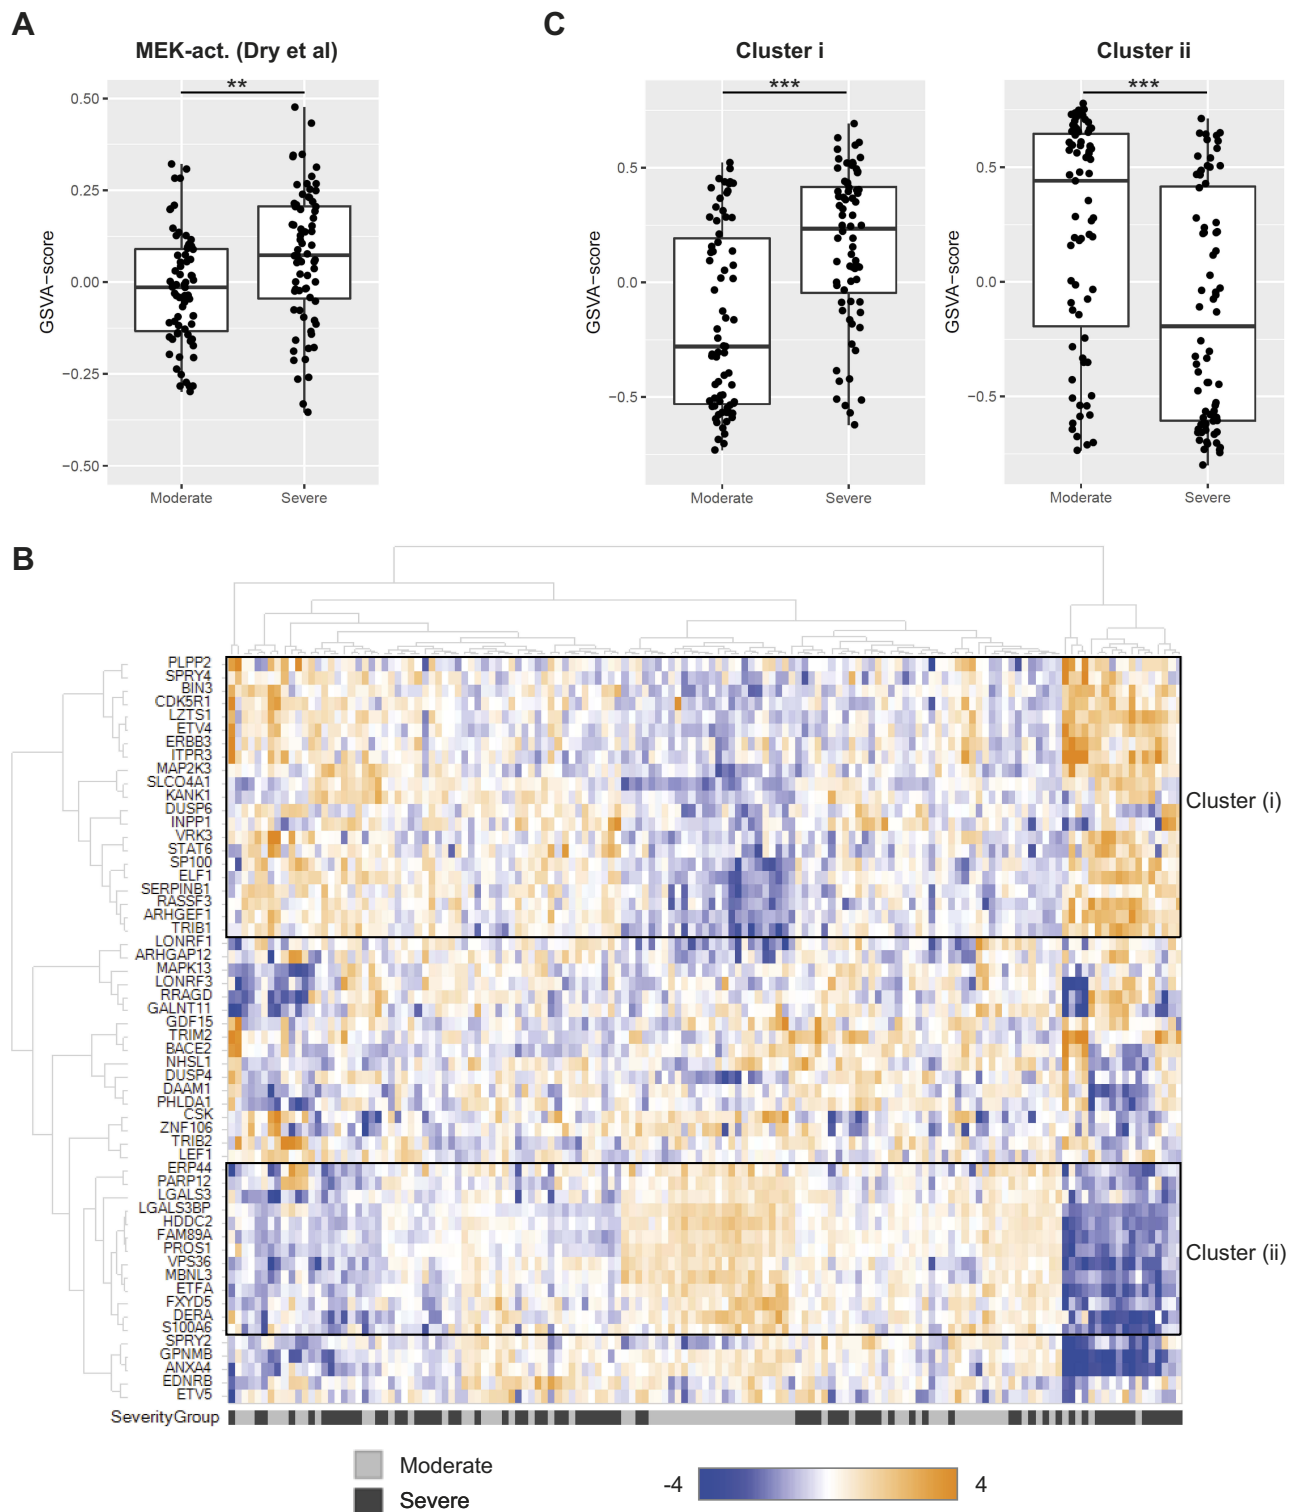 A
MEK-act. (Dry et al)
**
GSVA−score
0.50
0.25
0.00
−0.25
−0.50
Moderate
Severe
C
Cluster i
***
GSVA−score
0.5
0.0
−0.5
Moderate
Severe
Cluster ii
***
GSVA−score
0.5
0.0
−0.5
Moderate
Severe
B
PLPP2
SPRY4
BIN3
CDK5R1
LZTS1
ETV4
ERBB3
ITPR3
MAP2K3
SLCO4A1
KANK1
DUSP6
INPP1
VRK3
STAT6
SP100
ELF1
SERPINB1
RASSF3
ARHGEF1
TRIB1
LONRF1
ARHGAP12
MAPK13
LONRF3
RRAGD
GALNT11
GDF15
TRIM2
BACE2
NHSL1
DUSP4
DAAM1
PHLDA1
CSK
ZNF106
TRIB2
LEF1
ERP44
PARP12
LGALS3
LGALS3BP
HDDC2
FAM89A
PROS1
VPS36
MBNL3
ETFA
FXYD5
DERA
S100A6
SPRY2
GPNMB
ANXA4
EDNRB
ETV5
SeverityGroup
Cluster (i)
Cluster (ii)
Moderate
Severe
-4
4